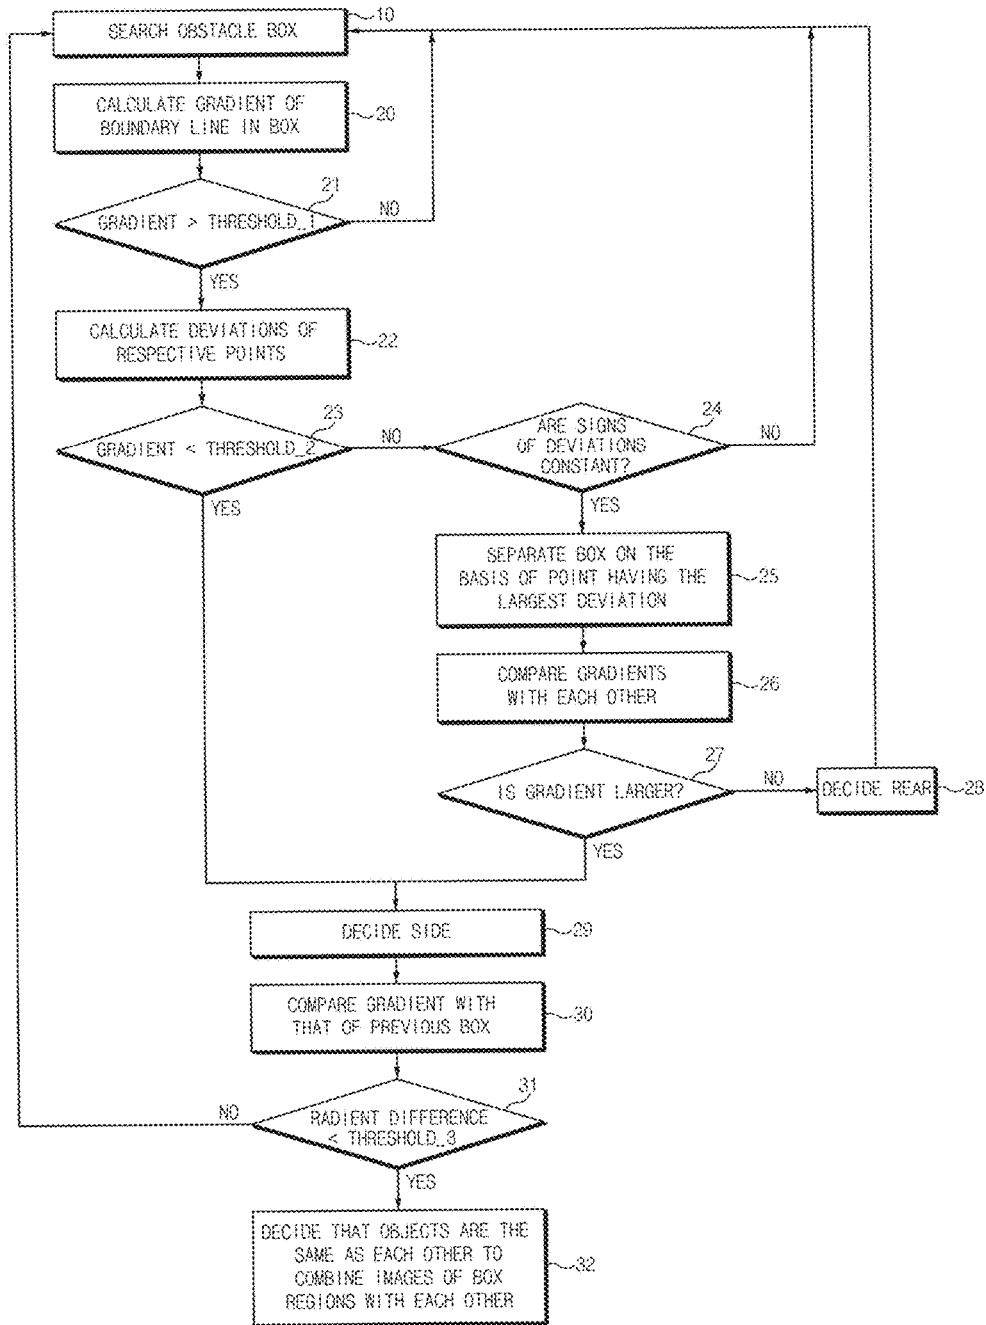 SEARCH OBSTACLE BOX
10
CALCULATE GRADIENT OF
BOUNDARY LINE IN BOX
20
GRADIENT > THRESHOLD_1
21
NO
YES
CALCULATE DEVIATIONS OF
RESPECTIVE POINTS
22
GRADIENT < THRESHOLD_2
23
NO
YES
ARE SIGNS
OF DEVIATIONS
CONSTANT?
24
NO
YES
SEPARATE BOX ON THE
BASIS OF POINT HAVING THE
LARGEST DEVIATION
25
COMPARE GRADIENTS
WITH EACH OTHER
26
IS GRADIENT LARGER?
27
NO
DECIDE REAR
28
YES
DECIDE SIDE
29
COMPARE GRADIENT WITH
THAT OF PREVIOUS BOX
30
RADIENT DIFFERENCE
< THRESHOLD_3
31
NO
YES
DECIDE THAT OBJECTS ARE THE
SAME AS EACH OTHER TO
COMBINE IMAGES OF BOX
REGIONS WITH EACH OTHER
32